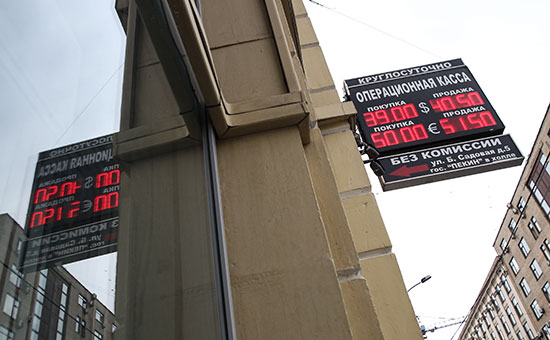 КРУГЛОСУТОЧНО
ОПЕРАЦИОННАЯ КАССА
ПОКУПКА ПРОДАЖА
39.00 $ 40.50
ПОКУПКА ПРОДАЖА
50.00 € 51.50
БЕЗ КОМИССИИ
ул. Б. Садовая д.5
гос. "ПЕКИН" в холле